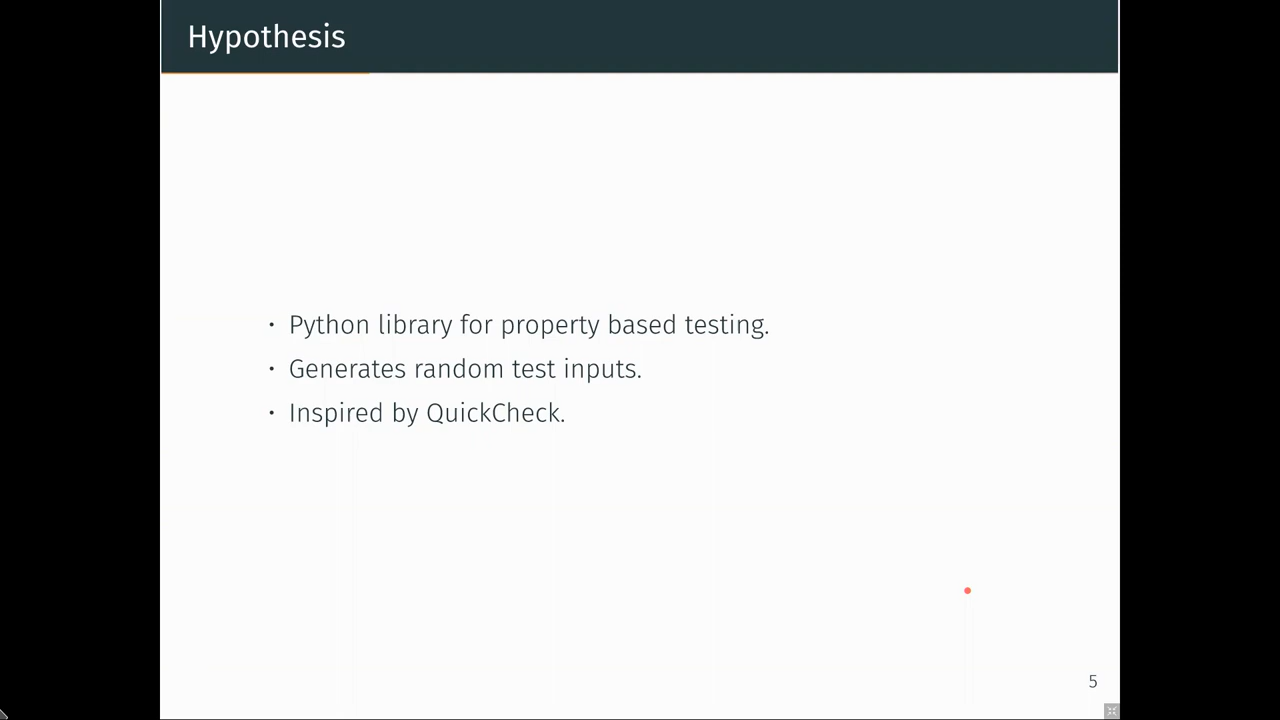 Hypothesis
• Python library for property based testing.
• Generates random test inputs.
• Inspired by QuickCheck.
5